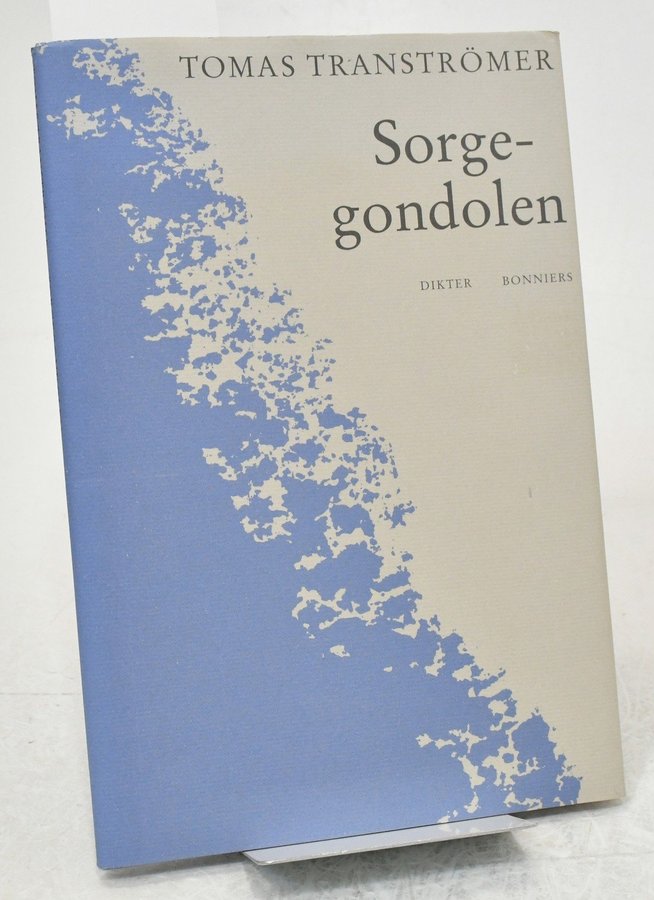 TOMAS TRANSTRÖMER
Sorge-
gondolen
DIKTER BONNIERS